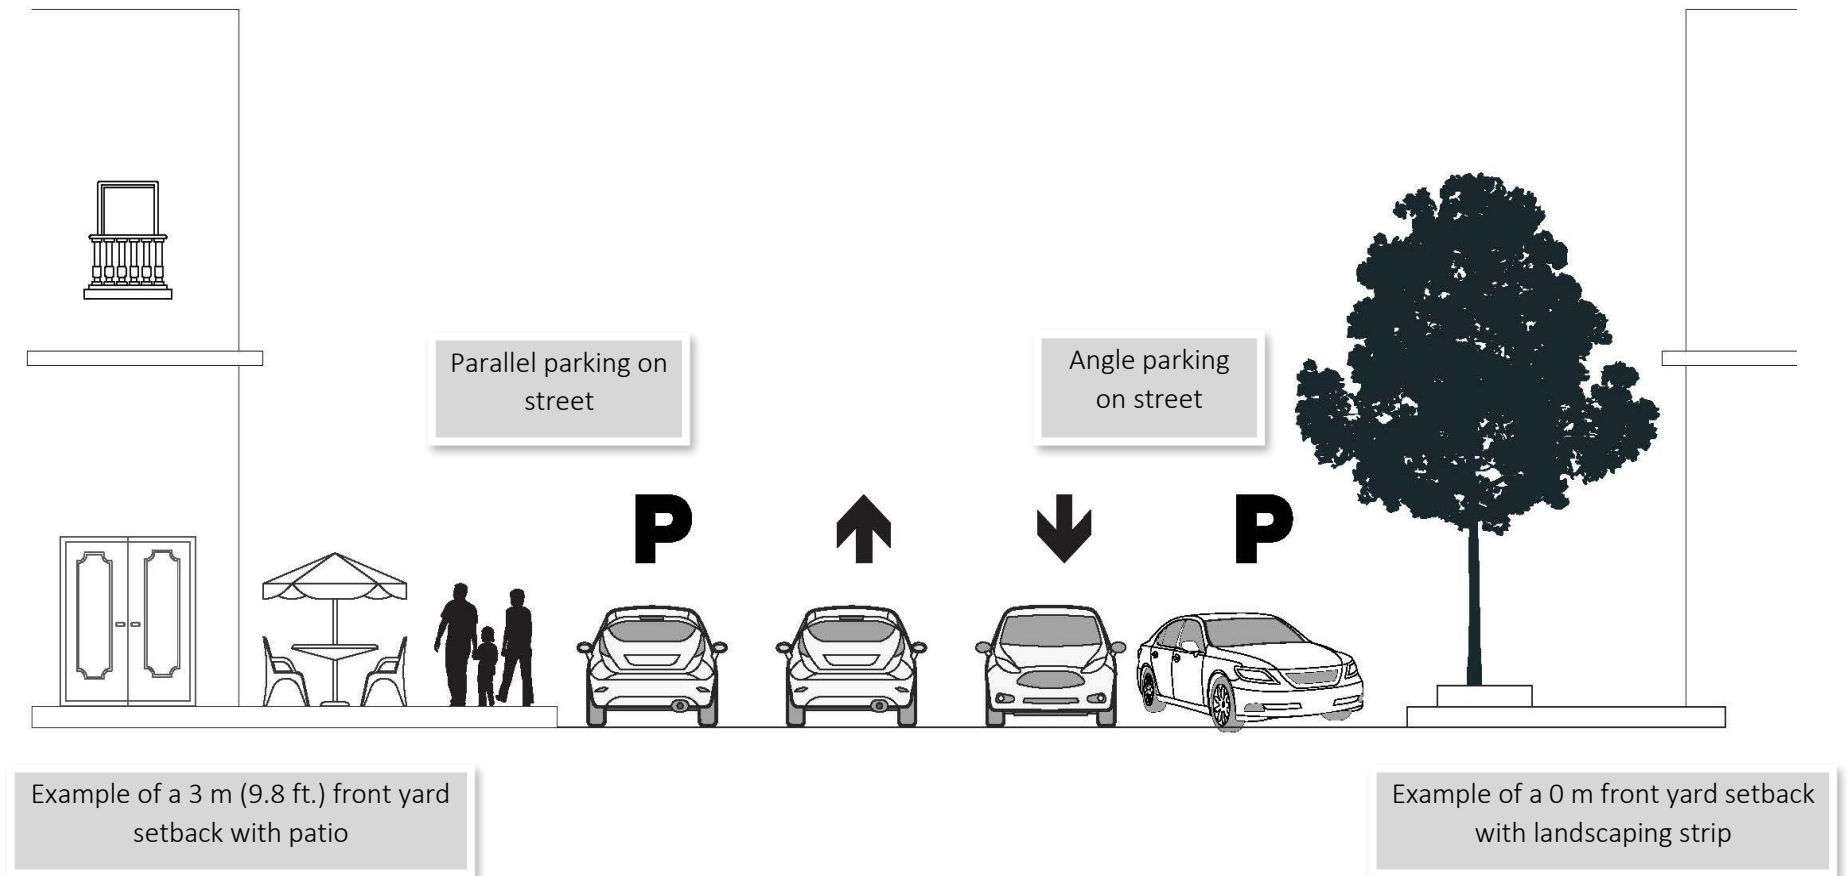 Parallel parking on
street
Angle parking
on street
P
P
Example of a 3 m (9.8 ft.) front yard
setback with patio
Example of a 0 m front yard setback
with landscaping strip